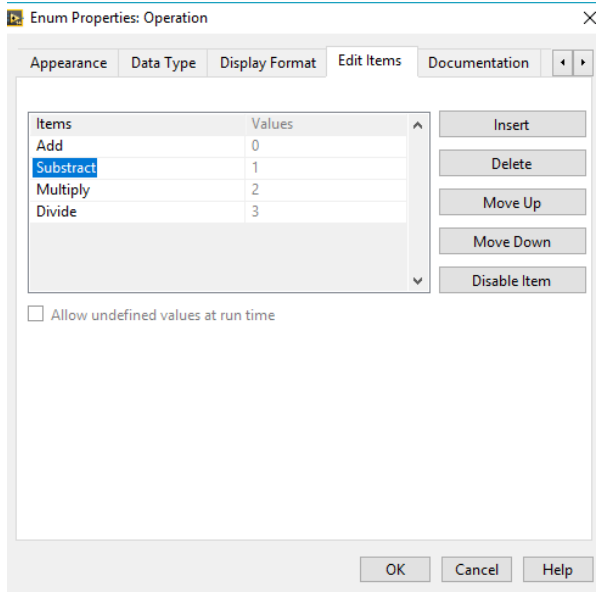 Enum Properties: Operation
Appearance Data Type Display Format Edit Items Documentation
Items Values
Add 0
Substract 1
Multiply 2
Divide 3
Insert
Delete
Move Up
Move Down
Disable Item
Allow undefined values at run time
OK Cancel Help